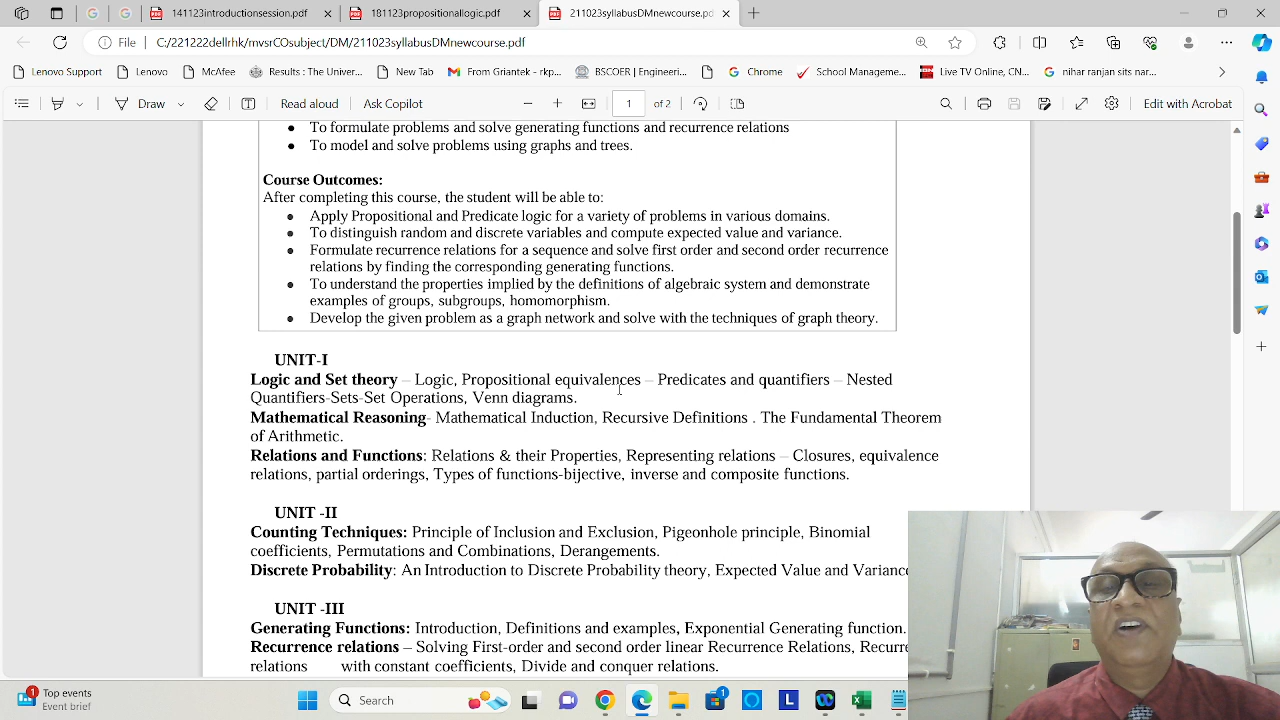 141123introductionsession.pdf
181123propositionallogic.pdf
211023syllabusDMnewcourse.pd
File
C:/221222dellrhk/mvsrCOsubject/DM/211023syllabusDMnewcourse.pdf
Lenovo Support
Lenovo
McAfee
Results : The Univer...
New Tab
From Griantek - rkp...
BSCOER | Engineeri...
Chrome
School Manageme...
Live TV Online, CN...
nihar ranjan sits nar...
Draw
Read aloud
Ask Copilot
1
of 2
Edit with Acrobat
● To formulate problems and solve generating functions and recurrence relations
● To model and solve problems using graphs and trees.
Course Outcomes:
After completing this course, the student will be able to:
● Apply Propositional and Predicate logic for a variety of problems in various domains.
● To distinguish random and discrete variables and compute expected value and variance.
● Formulate recurrence relations for a sequence and solve first order and second order recurrence
relations by finding the corresponding generating functions.
● To understand the properties implied by the definitions of algebraic system and demonstrate
examples of groups, subgroups, homomorphism.
● Develop the given problem as a graph network and solve with the techniques of graph theory.
UNIT-I
Logic and Set theory – Logic, Propositional equivalences – Predicates and quantifiers – Nested
Quantifiers-Sets-Set Operations, Venn diagrams.
Mathematical Reasoning- Mathematical Induction, Recursive Definitions . The Fundamental Theorem
of Arithmetic.
Relations and Functions: Relations & their Properties, Representing relations – Closures, equivalence
relations, partial orderings, Types of functions-bijective, inverse and composite functions.
UNIT -II
Counting Techniques: Principle of Inclusion and Exclusion, Pigeonhole principle, Binomial
coefficients, Permutations and Combinations, Derangements.
Discrete Probability: An Introduction to Discrete Probability theory, Expected Value and Variance
UNIT -III
Generating Functions: Introduction, Definitions and examples, Exponential Generating function.
Recurrence relations – Solving First-order and second order linear Recurrence Relations, Recurre
relations with constant coefficients, Divide and conquer relations.
1
Top events
Event brief
Search
1